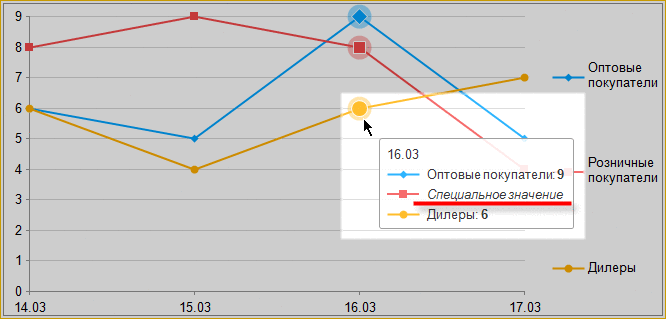 9
8
7
6
5
4
3
2
1
0
14.03
15.03
16.03
17.03
Оптовые
покупатели
Розничные
покупатели
Дилеры
16.03
Оптовые покупатели: 9
Специальное значение
Дилеры: 6